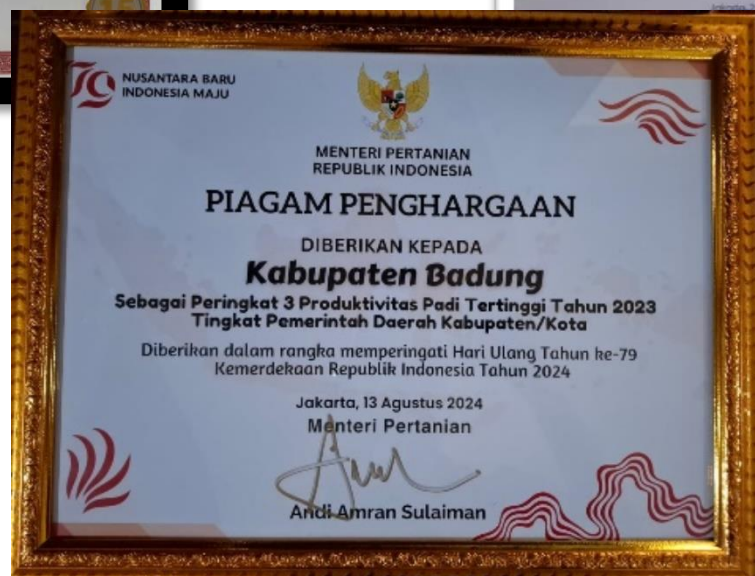 79 NUSANTARA BARU
INDONESIA MAJU
MENTERI PERTANIAN
REPUBLIK INDONESIA
PIAGAM PENGHARGAAN
DIBERIKAN KEPADA
Kabupaten Badung
Sebagai Peringkat 3 Produktivitas Padi Tertinggi Tahun 2023
Tingkat Pemerintah Daerah Kabupaten/Kota
Diberikan dalam rangka memperingati Hari Ulang Tahun ke-79
Kemerdekaan Republik Indonesia Tahun 2024
Jakarta, 13 Agustus 2024
Menteri Pertanian
Andi Amran Sulaiman